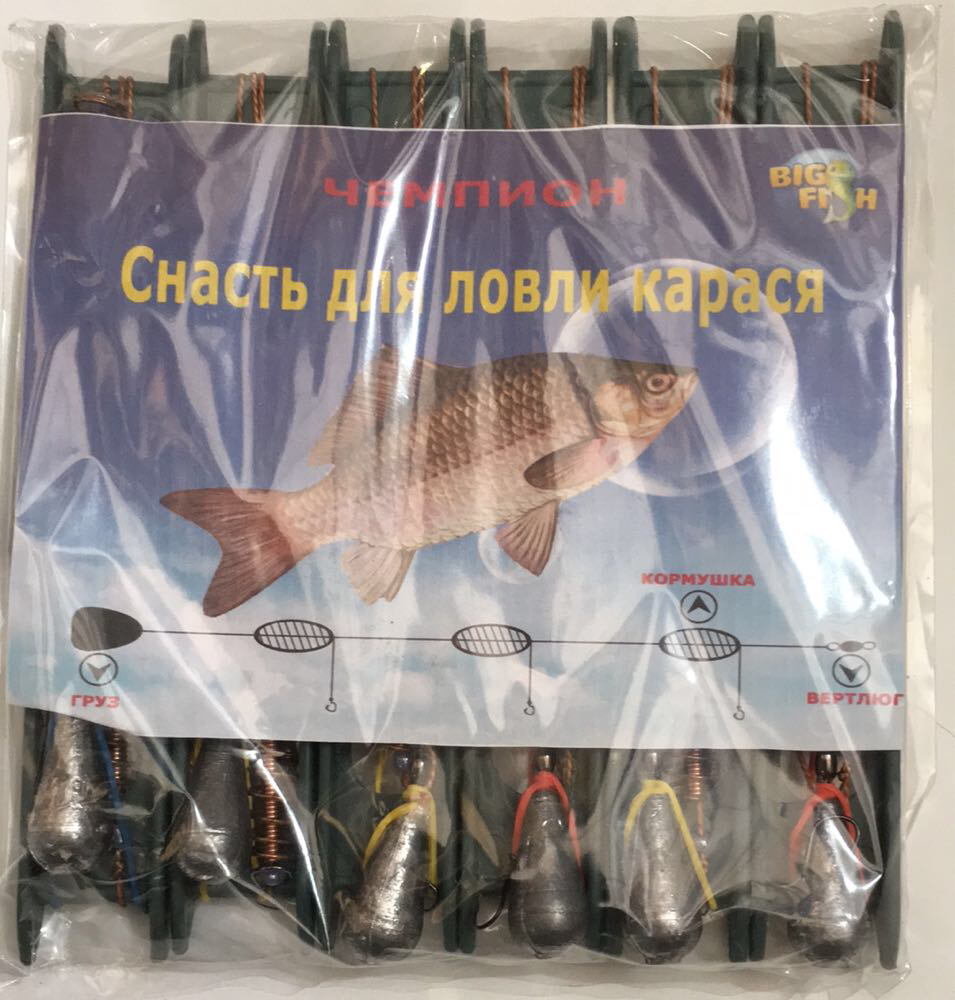 ЧЕМПИОН
BIG
FISH
Снасть для ловли карася
КОРМУШКА
ГРУЗ
ВЕРТЛЮГ